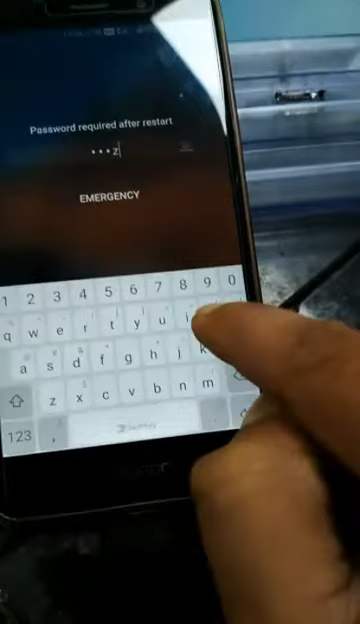 Password required after restart
•••z
EMERGENCY
1 2 3 4 5 6 7 8 9 0
q w e r t y u i
a s d f g h j k
z x c v b n m
123 , .